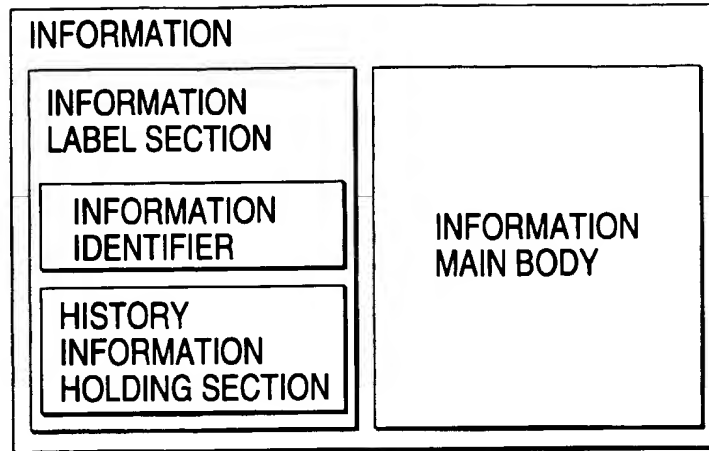 INFORMATION
INFORMATION
LABEL SECTION
INFORMATION
IDENTIFIER
HISTORY
INFORMATION
HOLDING SECTION
INFORMATION
MAIN BODY